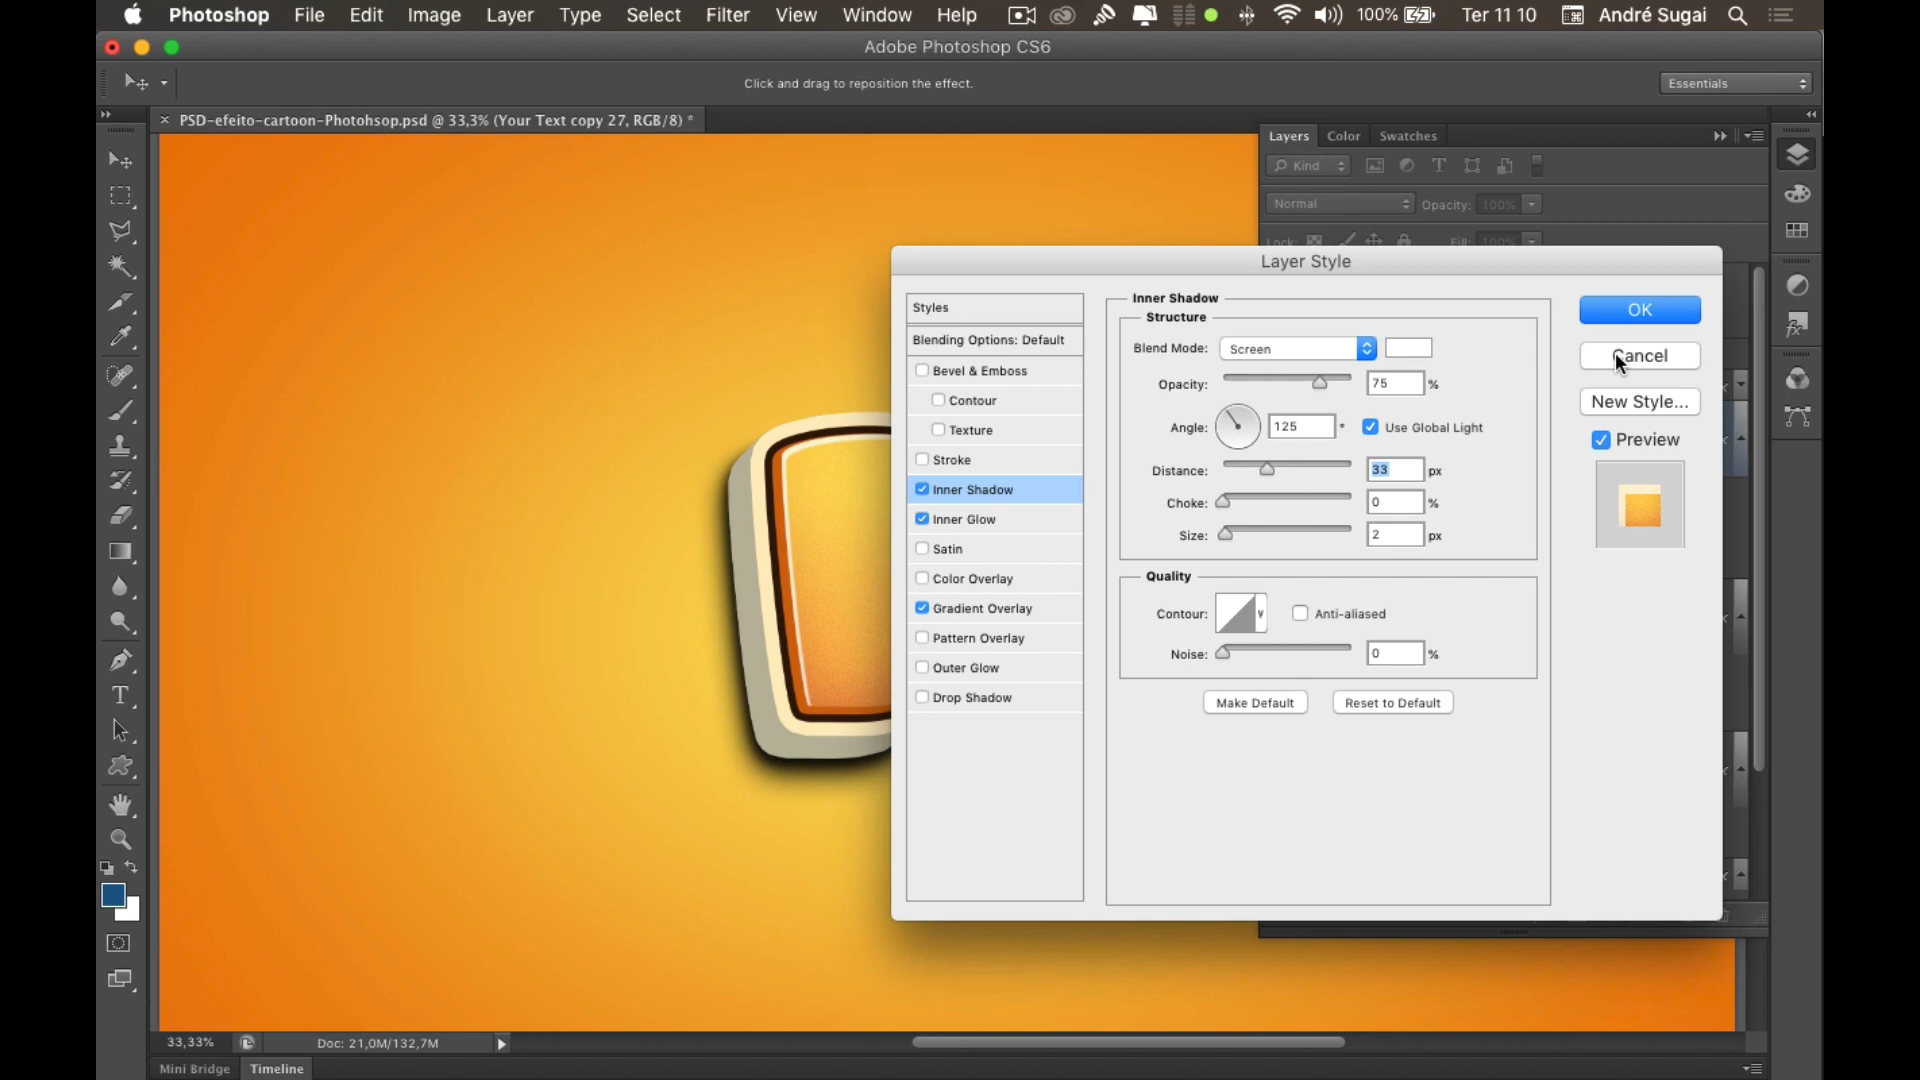 Photoshop File Edit Image Layer Type Select Filter View Window Help 100% Ter 11 10 André Sugai
Adobe Photoshop CS6
Click and drag to reposition the effect.
Essentials
PSD-efeito-cartoon-Photohsop.psd @ 33,3% (Your Text copy 27, RGB/8) *
Layers Color Swatches
Kind
Normal Opacity: 100%
Lock: Fill: 100%
Layer Style
Styles
Blending Options: Default
Bevel & Emboss
Contour
Texture
Stroke
Inner Shadow
Inner Glow
Satin
Color Overlay
Gradient Overlay
Pattern Overlay
Outer Glow
Drop Shadow
Inner Shadow
Structure
Blend Mode: Screen
Opacity: 75 %
Angle: 125 ° Use Global Light
Distance: 33 px
Choke: 0 %
Size: 2 px
Quality
Contour: Anti-aliased
Noise: 0 %
Make Default Reset to Default
OK
Cancel
New Style...
Preview
33,33% Doc: 21,0M/132,7M
Mini Bridge Timeline